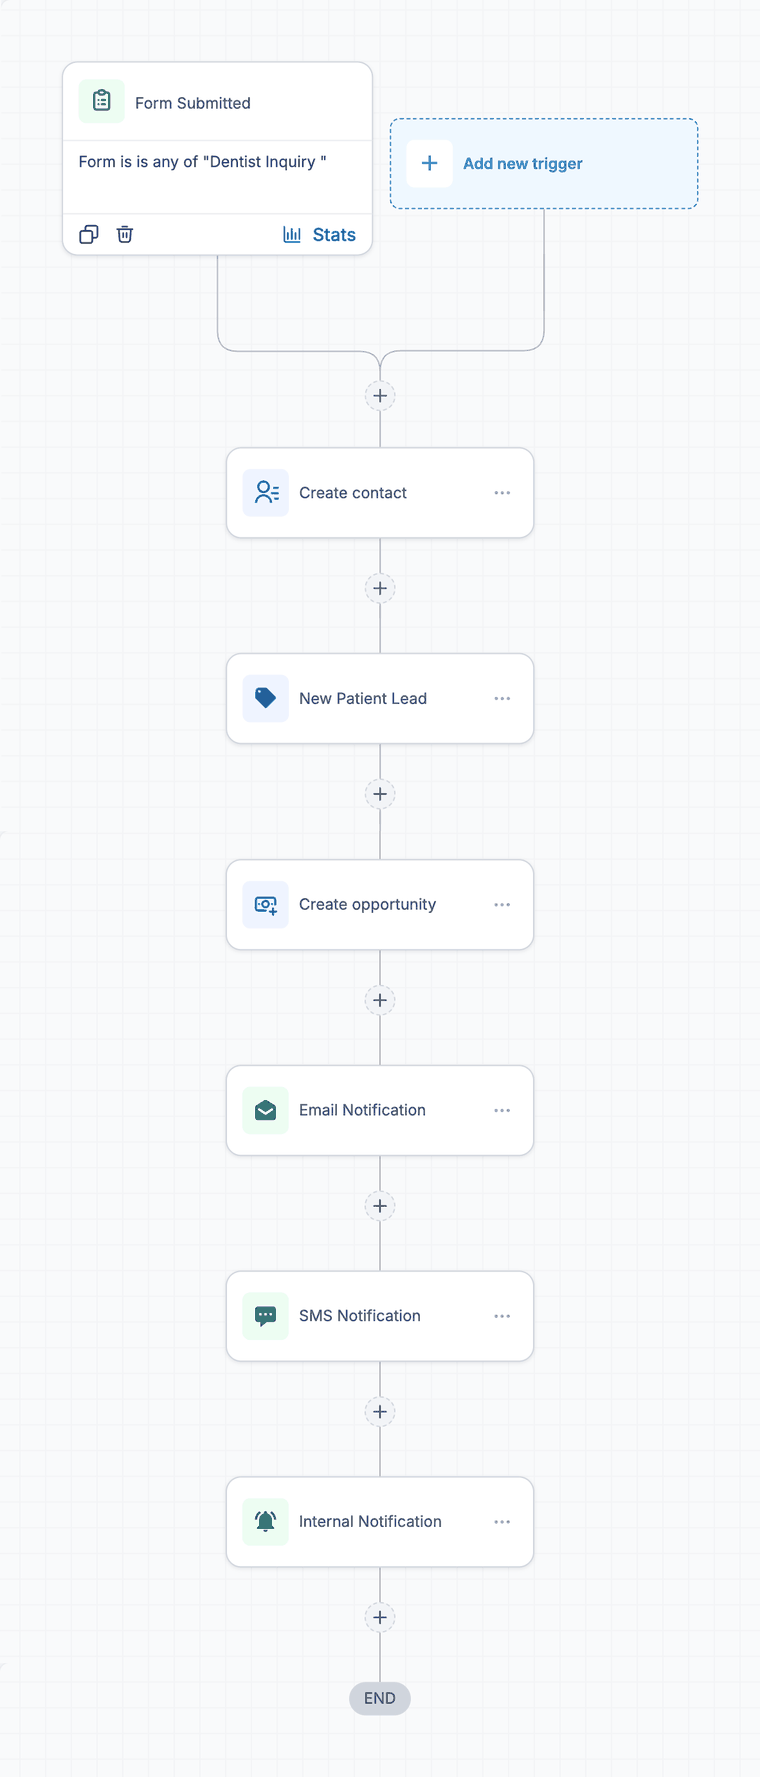 Form Submitted
Form is is any of "Dentist Inquiry "
Stats
Add new trigger
Create contact
New Patient Lead
Create opportunity
Email Notification
SMS Notification
Internal Notification
END